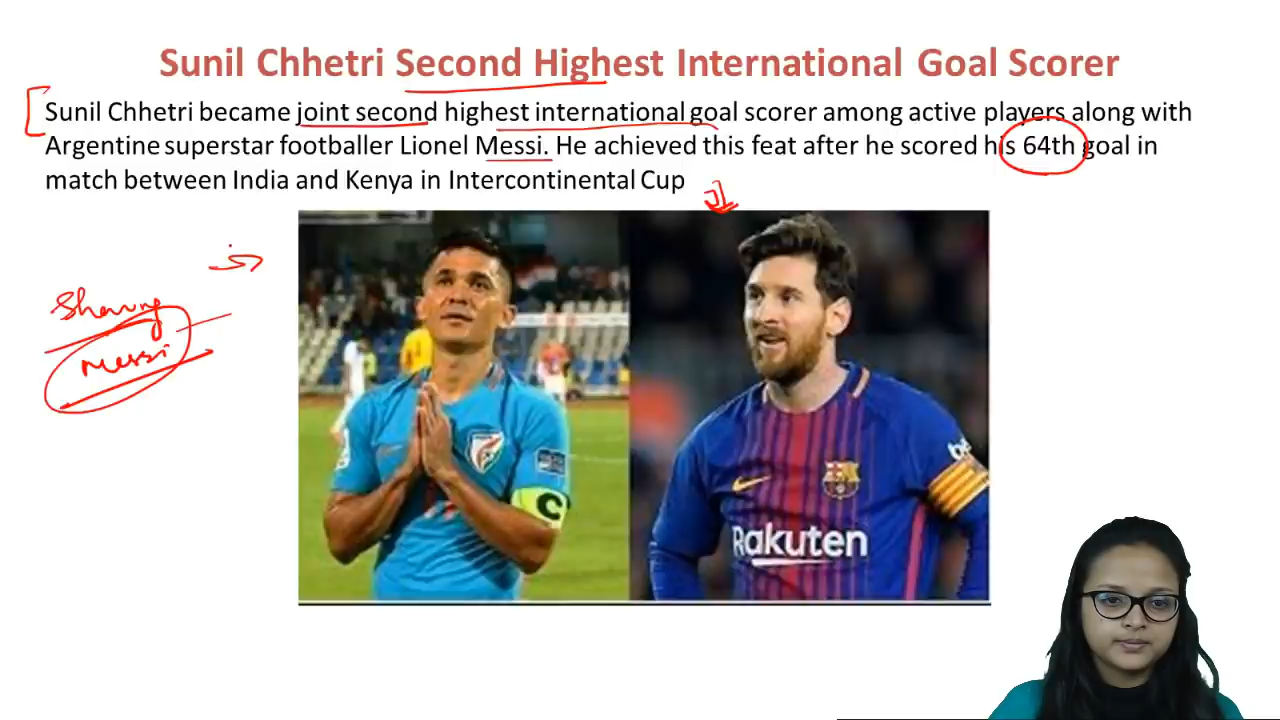 Sunil Chhetri Second Highest International Goal Scorer
Sunil Chhetri became joint second highest international goal scorer among active players along with
Argentine superstar footballer Lionel Messi. He achieved this feat after he scored his 64th goal in
match between India and Kenya in Intercontinental Cup
Messi
C
Rakuten